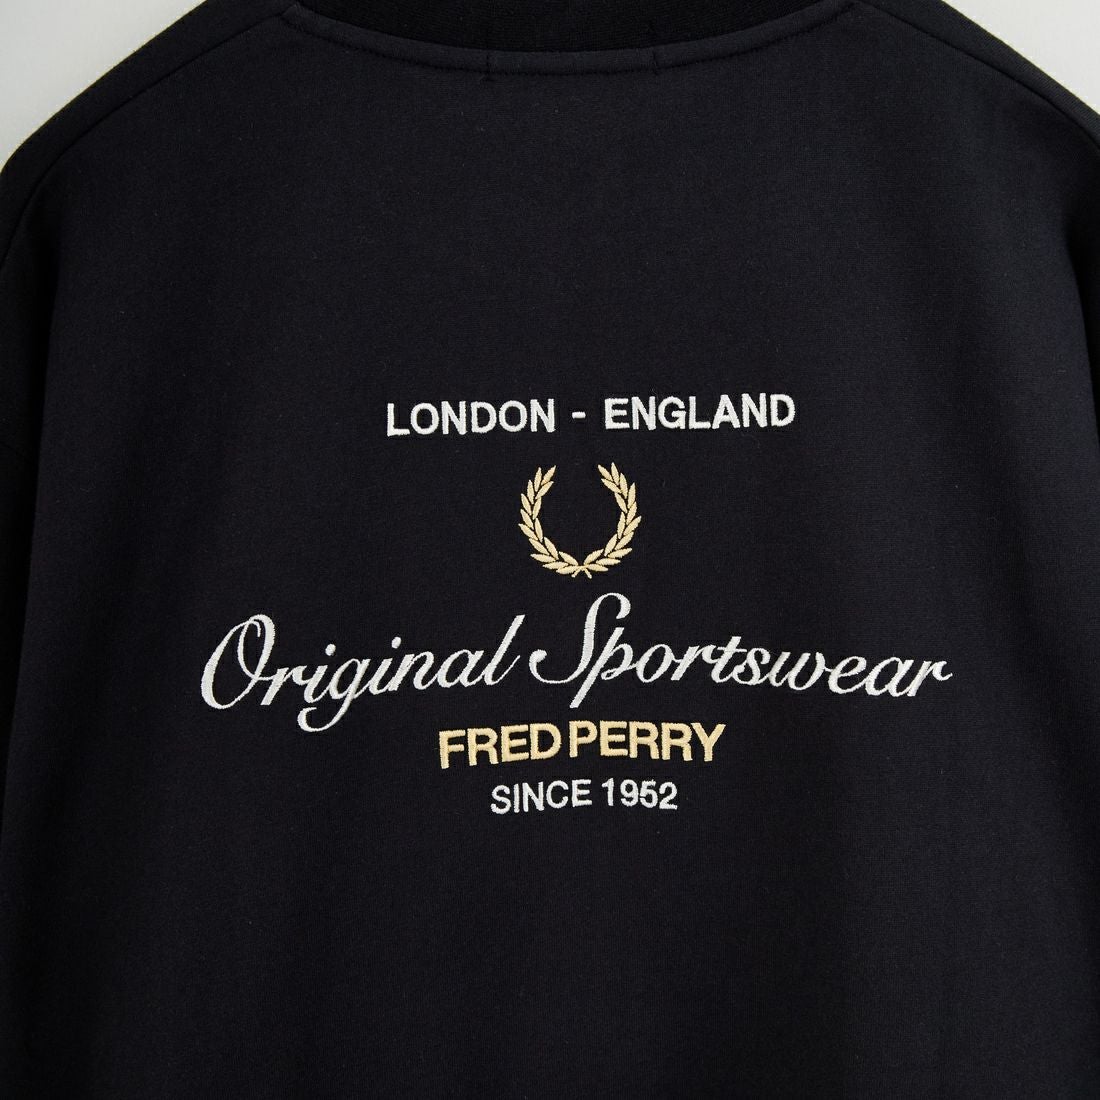 LONDON - ENGLAND
Original Sportswear
FRED PERRY
SINCE 1952